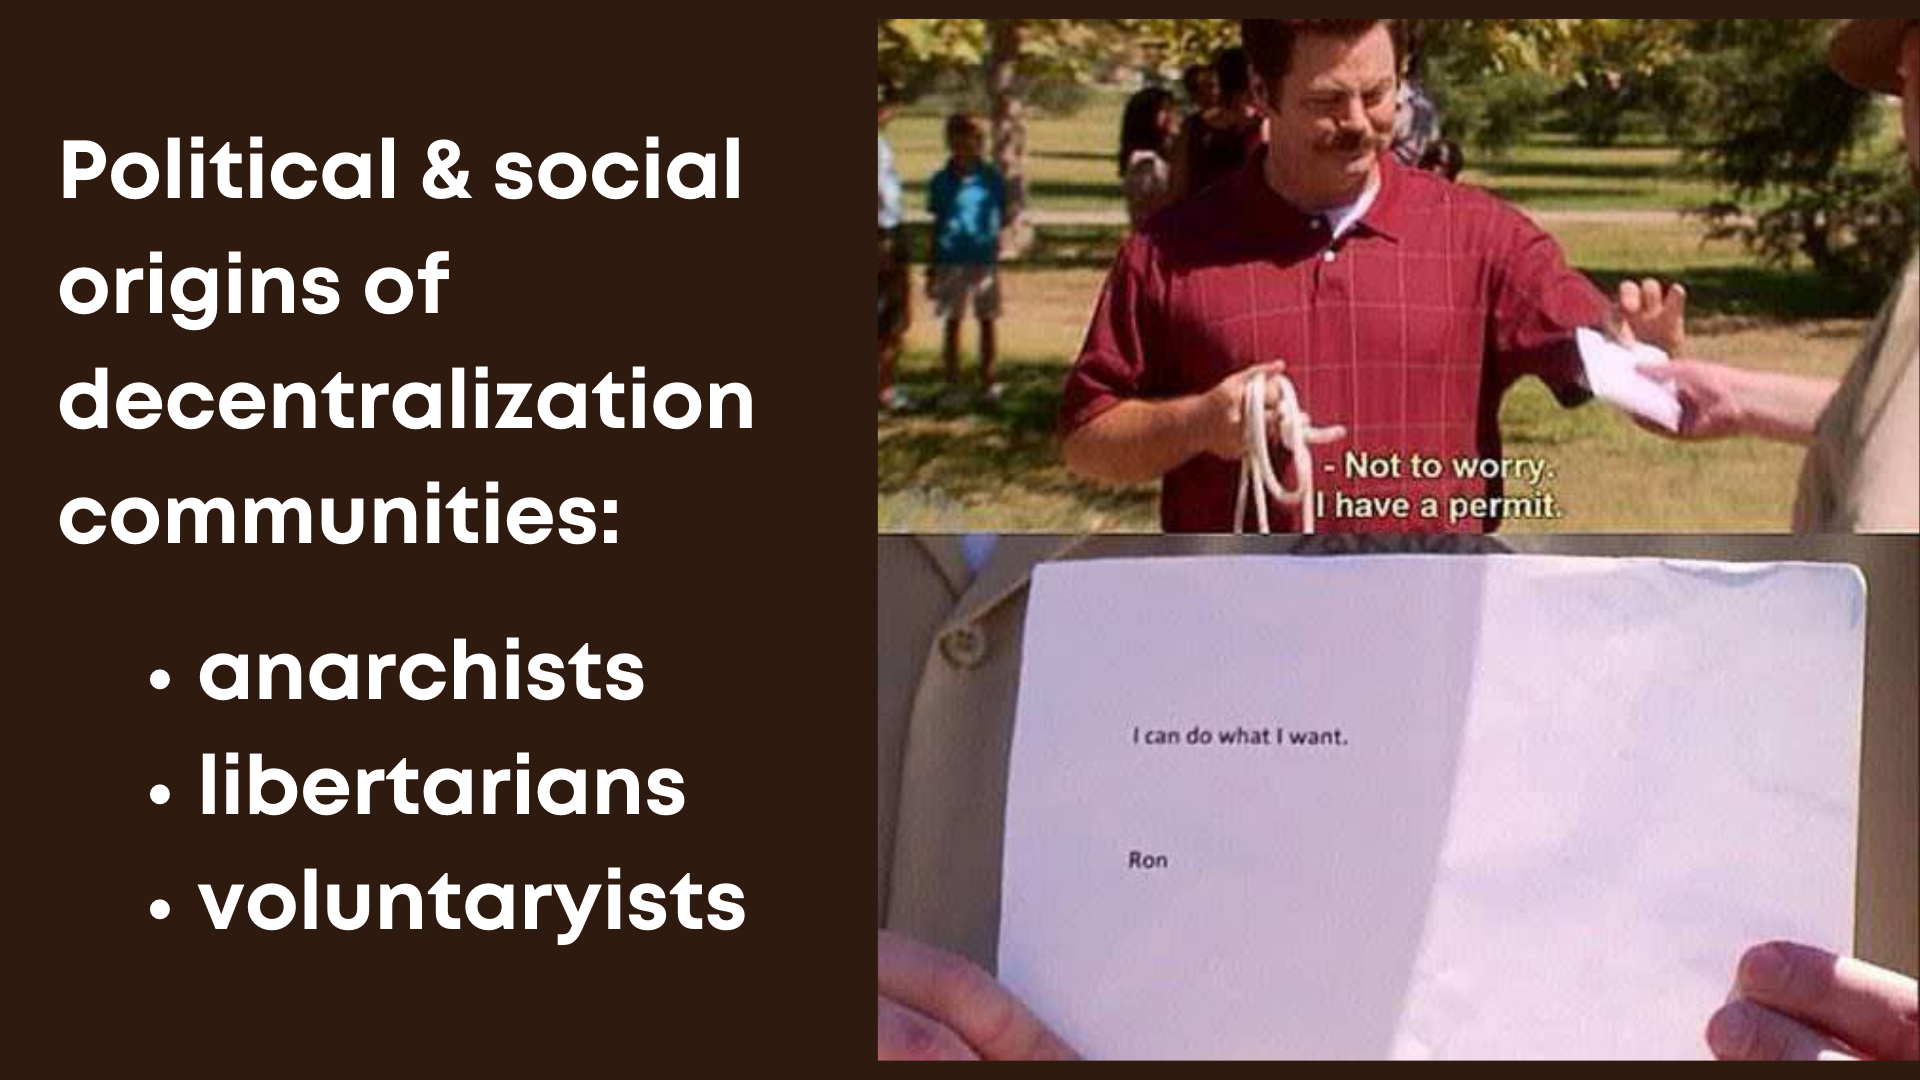 Political & social
origins of
decentralization
communities:
• anarchists
• libertarians
• voluntaryists
- Not to worry.
I have a permit.
I can do what I want.
Ron